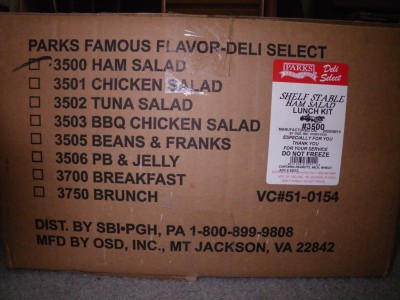 PARKS FAMOUS FLAVOR-DELI SELECT
3500 HAM SALAD
3501 CHICKEN SALAD
3502 TUNA SALAD
3503 BBQ CHICKEN SALAD
3505 BEANS & FRANKS
3506 PB & JELLY
3700 BREAKFAST
3750 BRUNCH VC#51-0154
DIST. BY SBI•PGH, PA 1-800-899-9808
MFD BY OSD, INC., MT JACKSON, VA 22842
PARKS
Deli
Select
SHELF STABLE
HAM SALAD
LUNCH KIT
#3500
ESPECIALLY FOR YOU
THANK YOU
FOR YOUR SERVICE
DO NOT FREEZE